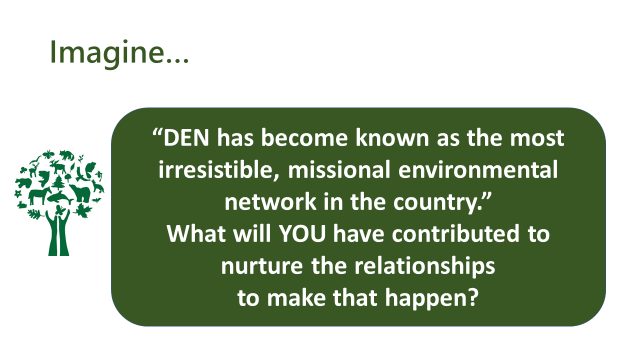 Imagine...
“DEN has become known as the most
irresistible, missional environmental
network in the country.”
What will YOU have contributed to
nurture the relationships
to make that happen?